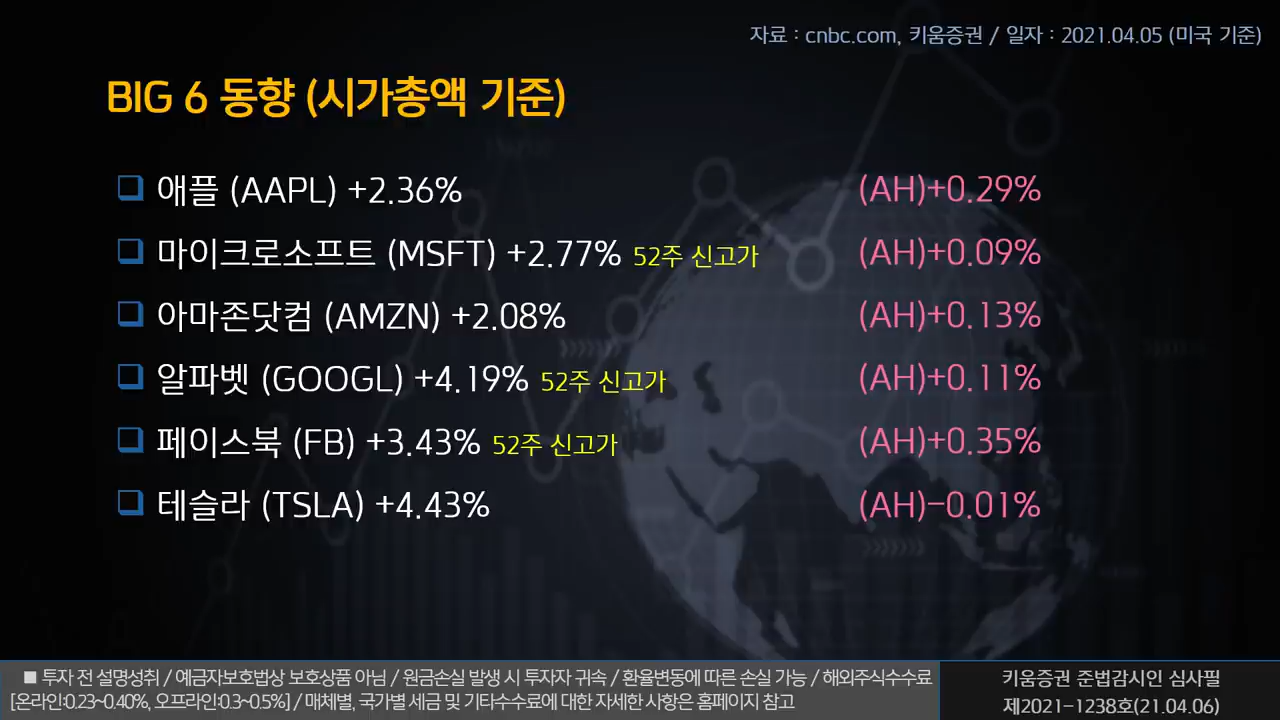 자료 : cnbc.com, 키움증권 / 일자 : 2021.04.05 (미국 기준)
BIG 6 동향 (시가총액 기준)
애플 (AAPL) +2.36% (AH)+0.29%
마이크로소프트 (MSFT) +2.77% 52주 신고가 (AH)+0.09%
아마존닷컴 (AMZN) +2.08% (AH)+0.13%
알파벳 (GOOGL) +4.19% 52주 신고가 (AH)+0.11%
페이스북 (FB) +3.43% 52주 신고가 (AH)+0.35%
테슬라 (TSLA) +4.43% (AH)-0.01%
■ 투자 전 설명성취 / 예금자보호법상 보호상품 아님 / 원금손실 발생 시 투자자 귀속 / 환율변동에 따른 손실 가능 / 해외주식수수료
[온라인:0.23~0.40%, 오프라인:0.3~0.5%] / 매체별, 국가별 세금 및 기타수수료에 대한 자세한 사항은 홈페이지 참고
키움증권 준법감시인 심사필
제2021-1238호(21.04.06)